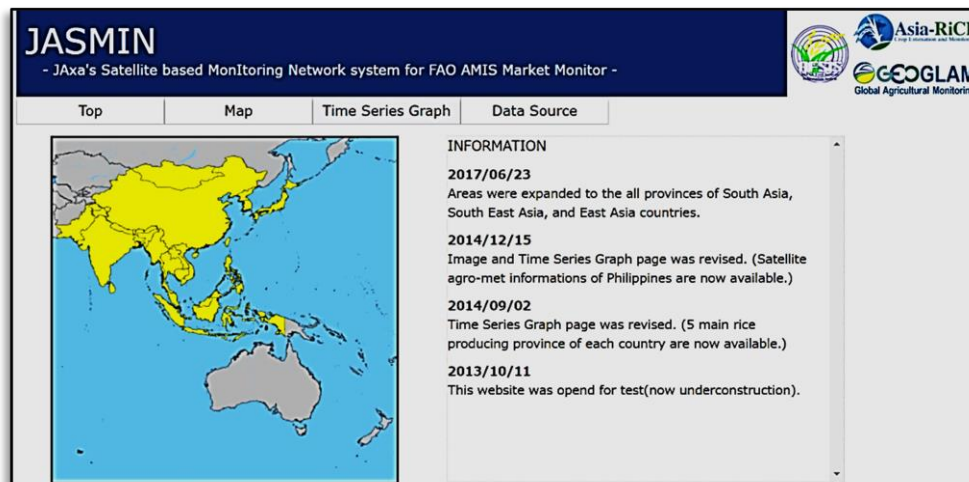 JASMIN
- JAxa's Satellite based MonItoring Network system for FAO AMIS Market Monitor -
Asia-RiCE
Crop Estimation and Monitoring
GEOGLAM
Global Agricultural Monitoring
Top
Map
Time Series Graph
Data Source
INFORMATION
2017/06/23
Areas were expanded to the all provinces of South Asia,
South East Asia, and East Asia countries.
2014/12/15
Image and Time Series Graph page was revised. (Satellite
agro-met informations of Philippines are now available.)
2014/09/02
Time Series Graph page was revised. (5 main rice
producing province of each country are now available.)
2013/10/11
This website was opend for test(now underconstruction).